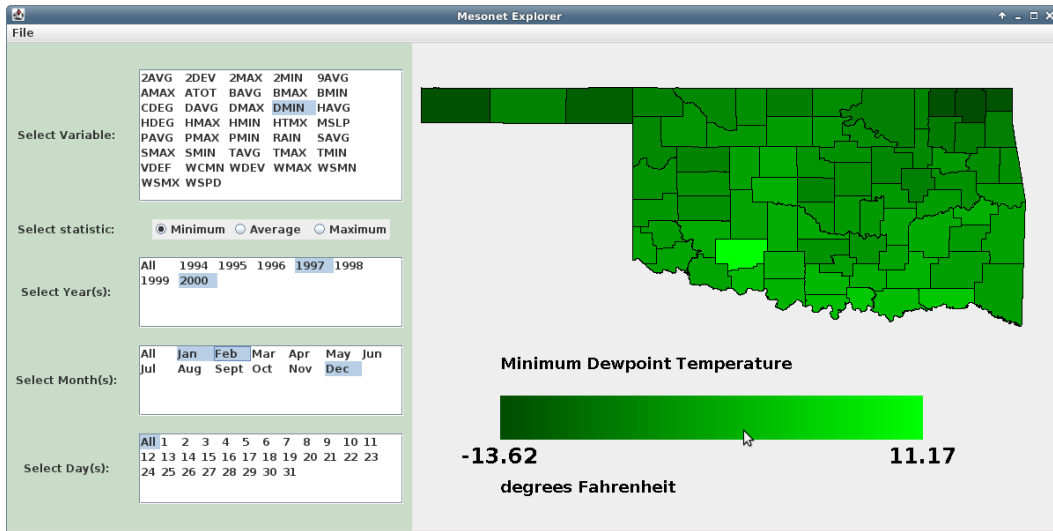 Mesonet Explorer
File
Select Variable:
2AVG 2DEV 2MAX 2MIN 9AVG
AMAX ATOT BAVG BMAX BMIN
CDEG DAVG DMAX DMIN HAVG
HDEG HMAX HMIN HTMX MSLP
PAVG PMAX PMIN RAIN SAVG
SMAX SMIN TAVG TMAX TMIN
VDEF WCMN WDEV WMAX WSMN
WSMX WSPD
Select statistic:
Minimum Average Maximum
Select Year(s):
All 1994 1995 1996 1997 1998
1999 2000
Select Month(s):
All Jan Feb Mar Apr May Jun
Jul Aug Sept Oct Nov Dec
Select Day(s):
All 1 2 3 4 5 6 7 8 9 10 11
12 13 14 15 16 17 18 19 20 21 22 23
24 25 26 27 28 29 30 31
Minimum Dewpoint Temperature
-13.62 11.17
degrees Fahrenheit